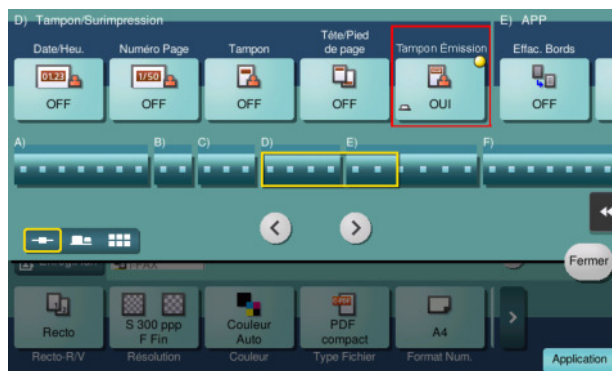 D) Tampon/Surimpression
E) APP
Date/Heu.
Numéro Page
Tampon
Tête/Pied
de page
Tampon Émission
Effac. Bords
01.23
1/50
OFF
OFF
OFF
OFF
OUI
OFF
A)
B)
C)
D)
E)
F)
Fermer
Recto
S 300 ppp
F Fin
Couleur
Auto
PDF
compact
A4
Recto-R/V
Résolution
Couleur
Type Fichier
Format Num.
Application